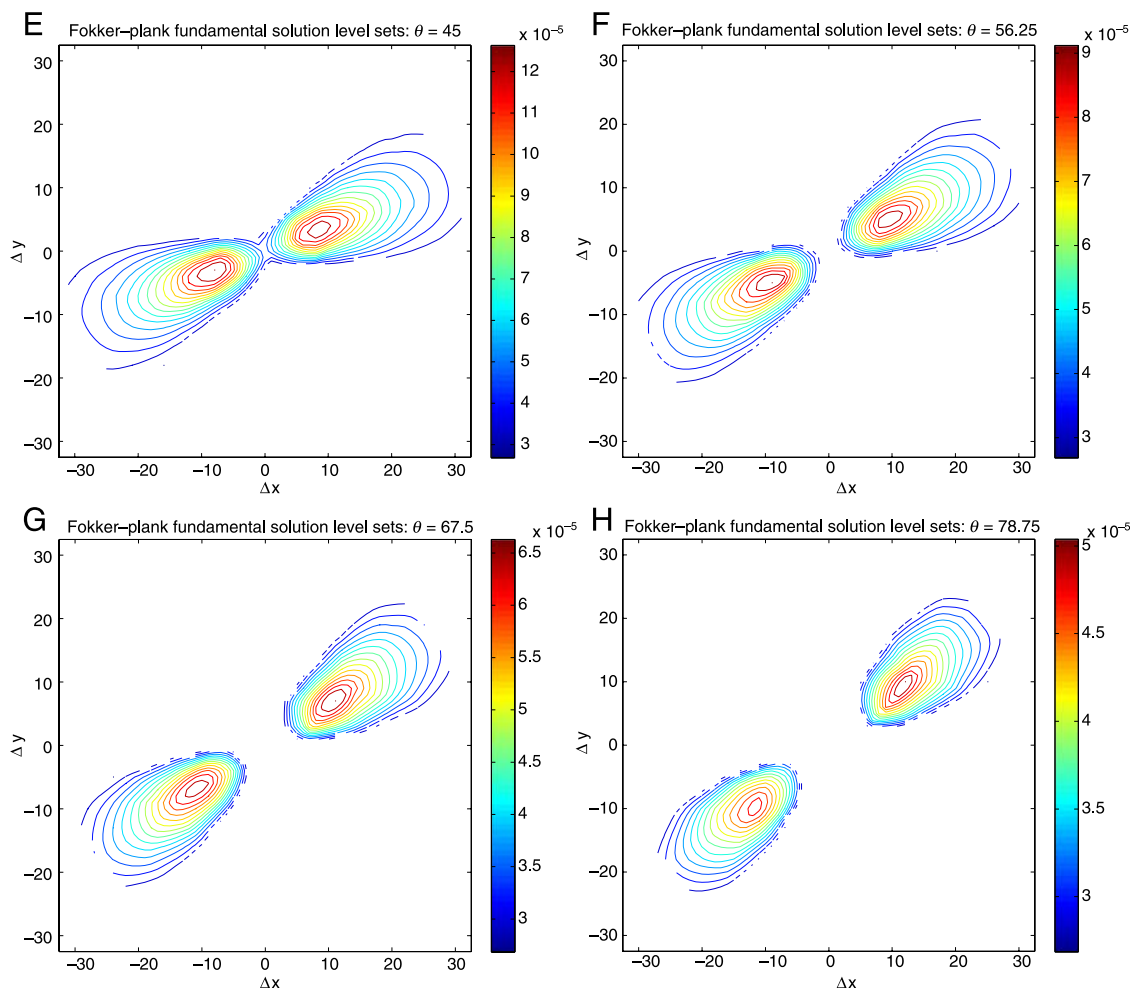 E
Fokker–plank fundamental solution level sets: θ = 45
x 10⁻⁵
30
20
10
0
−10
−20
−30
Δ y
−30 −20 −10 0 10 20 30
Δx
12
11
10
9
8
7
6
5
4
3
F
Fokker–plank fundamental solution level sets: θ = 56.25
x 10⁻⁵
30
20
10
0
−10
−20
−30
Δ y
−30 −20 −10 0 10 20 30
Δx
9
8
7
6
5
4
3
G
Fokker–plank fundamental solution level sets: θ = 67.5
x 10⁻⁵
30
20
10
0
−10
−20
−30
Δ y
−30 −20 −10 0 10 20 30
Δx
6.5
6
5.5
5
4.5
4
3.5
3
H
Fokker–plank fundamental solution level sets: θ = 78.75
x 10⁻⁵
30
20
10
0
−10
−20
−30
Δ y
−30 −20 −10 0 10 20 30
Δx
5
4.5
4
3.5
3